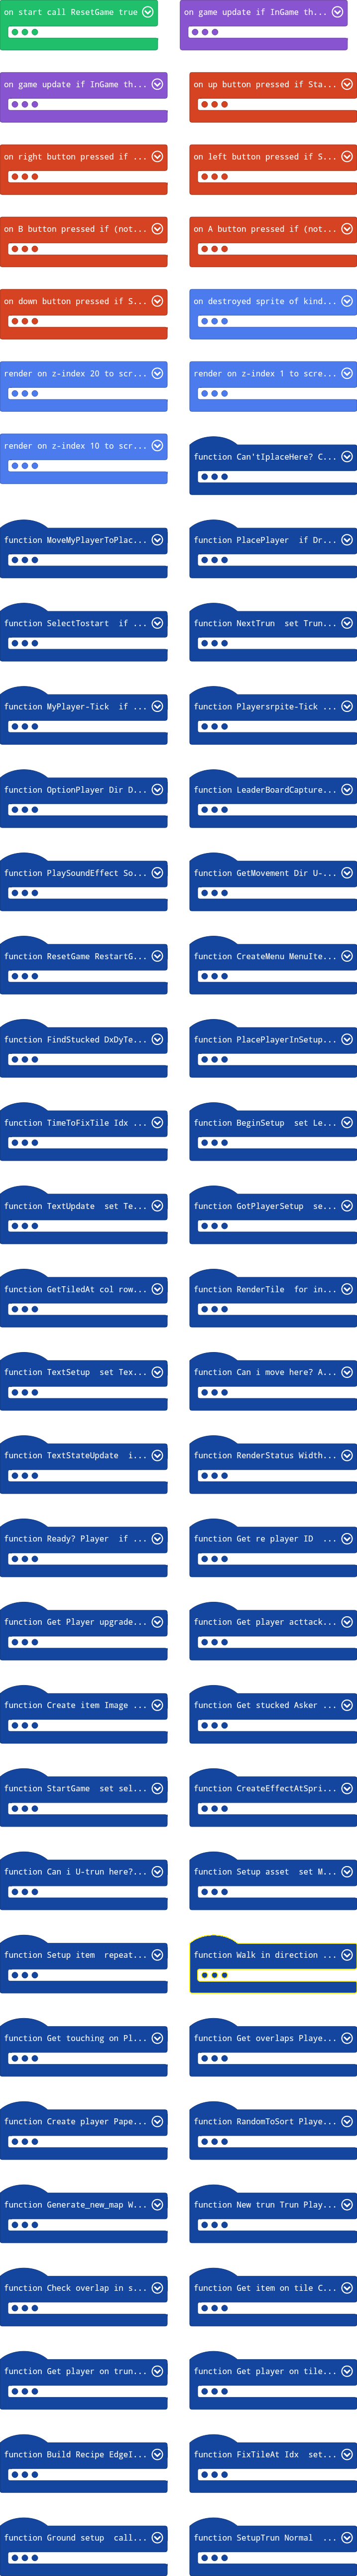 on start call ResetGame true
on game update if InGame th...
on game update if InGame th...
on up button pressed if Sta...
on right button pressed if ...
on left button pressed if S...
on B button pressed if (not...
on A button pressed if (not...
on down button pressed if S...
on destroyed sprite of kind...
render on z-index 20 to scr...
render on z-index 1 to scre...
render on z-index 10 to scr...
function Can'tIplaceHere? C...
function MoveMyPlayerToPlac...
function PlacePlayer  if Dr...
function SelectTostart  if ...
function NextTrun  set Trun...
function MyPlayer-Tick  if ...
function Playersrpite-Tick ...
function OptionPlayer Dir D...
function LeaderBoardCapture...
function PlaySoundEffect So...
function GetMovement Dir U-...
function ResetGame RestartG...
function CreateMenu MenuIte...
function FindStucked DxDyTe...
function PlacePlayerInSetup...
function TimeToFixTile Idx ...
function BeginSetup  set Le...
function TextUpdate  set Te...
function GotPlayerSetup  se...
function GetTiledAt col row...
function RenderTile  for in...
function TextSetup  set Tex...
function Can i move here? A...
function TextStateUpdate  i...
function RenderStatus Width...
function Ready? Player  if ...
function Get re player ID  ...
function Get Player upgrade...
function Get player acttack...
function Create item Image ...
function Get stucked Asker ...
function StartGame  set sel...
function CreateEffectAtSpri...
function Can i U-trun here?...
function Setup asset  set M...
function Setup item  repeat...
function Walk in direction ...
function Get touching on Pl...
function Get overlaps Playe...
function Create player Pape...
function RandomToSort Playe...
function Generate_new_map W...
function New trun Trun Play...
function Check overlap in s...
function Get item on tile C...
function Get player on trun...
function Get player on tile...
function Build Recipe EdgeI...
function FixTileAt Idx  set...
function Ground setup  call...
function SetupTrun Normal  ...